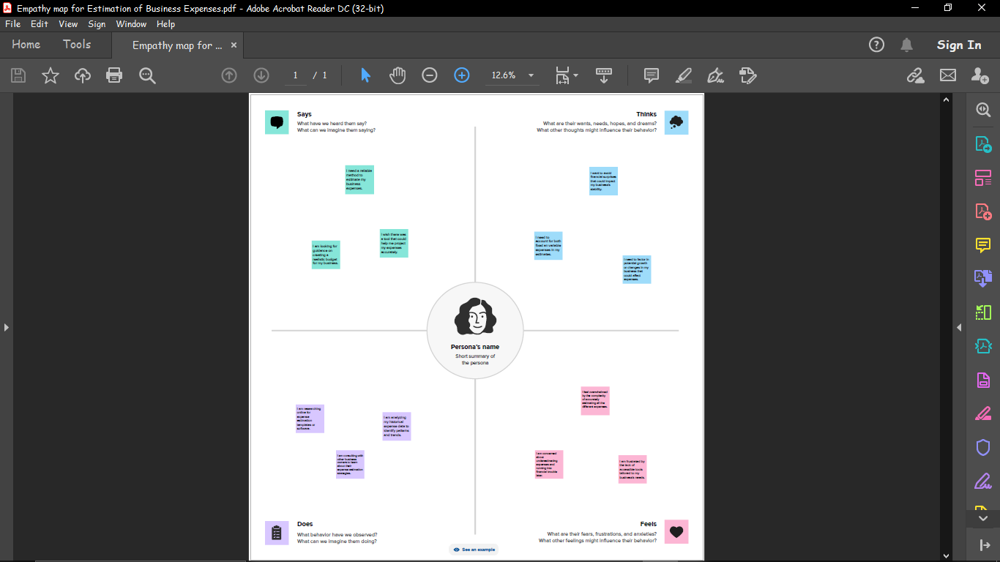 Empathy map for Estimation of Business Expenses.pdf - Adobe Acrobat Reader DC (32-bit)
File Edit View Sign Window Help
Home Tools Empathy map for ... × Sign In
1 / 1 12.6%
Says
What have we heard them say?
What can we imagine them saying?
Thinks
What are their wants, needs, hopes, and dreams?
What other thoughts might influence their behavior?
I need a reliable
method to
estimate my
business
expenses.
I am looking for
guidance on
creating a
realistic budget
for my business.
I wish there was
a tool that could
help me project
my expenses
accurately.
I want to avoid
financial surprises
that could impact
my business's
stability.
I need to
account for both
fixed an variable
expenses in my
estimates.
I need to factor in
potential growth
or changes in my
business that
could affect
expenses.
Persona's name
Short summary of
the persona
I am researching
online for
expense
estimation
templates or
software.
I am analyzing
my historical
expense data to
identify patterns
and trends.
I am consulting with
other business
owners to learn
about their
expense estimation
strategies.
I feel overwhelmed
by the complexity
of accurately
estimating all the
different expenses.
I am concerned
about
underestimating
expenses and
running into
financial trouble
later.
I am frustrated by
the lack of
accessible tools
tailored to my
business's needs.
Does
What behavior have we observed?
What can we imagine them doing?
Feels
What are their fears, frustrations, and anxieties?
What other feelings might influence their behavior?
See an example